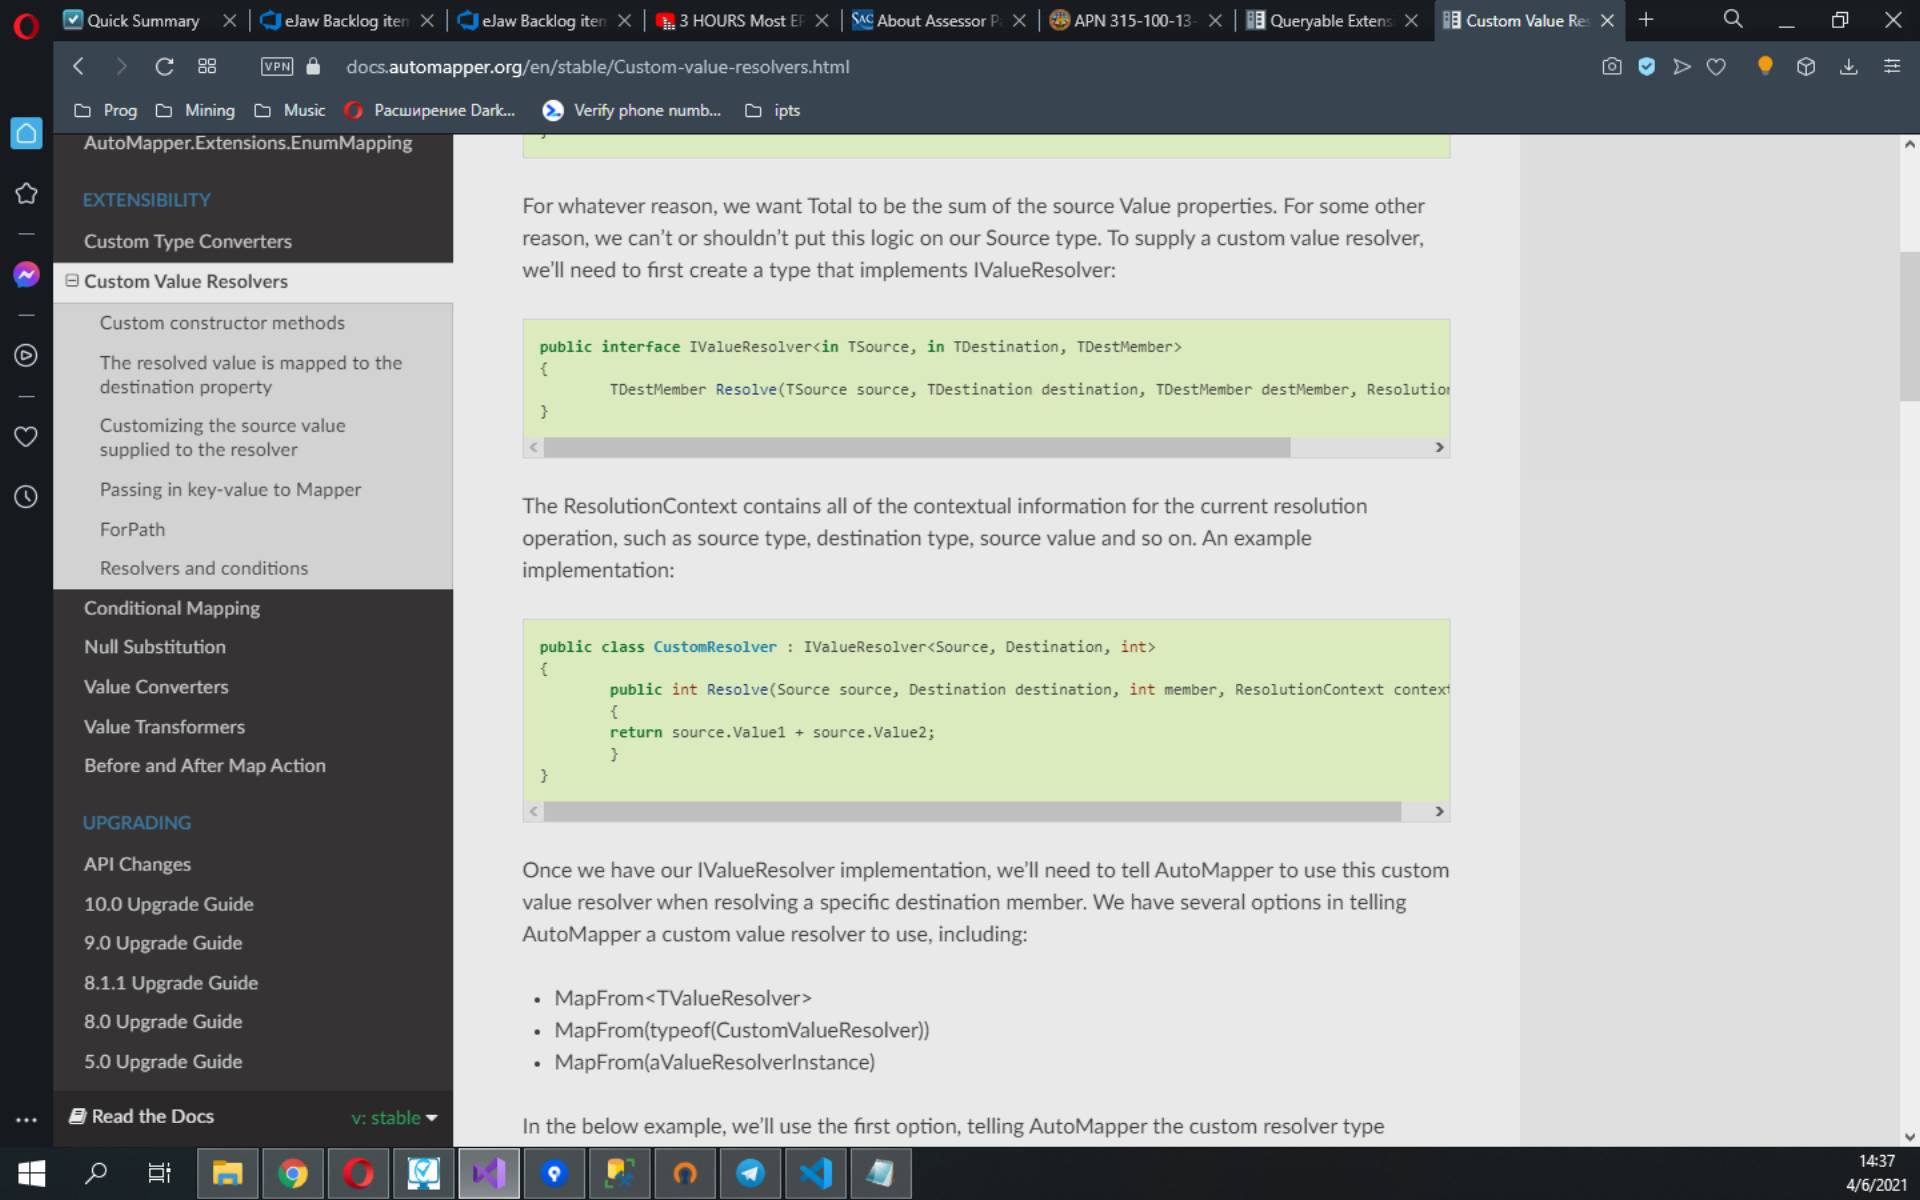 Quick Summary
eJaw Backlog iten
eJaw Backlog iten
3 HOURS Most EP
About Assessor Pa
APN 315-100-13-
Queryable Extens
Custom Value Res
VPN
docs.automapper.org/en/stable/Custom-value-resolvers.html
Prog
Mining
Music
Расширение Dark...
Verify phone numb...
ipts
AutoMapper.Extensions.EnumMapping
EXTENSIBILITY
Custom Type Converters
Custom Value Resolvers
Custom constructor methods
The resolved value is mapped to the
destination property
Customizing the source value
supplied to the resolver
Passing in key-value to Mapper
ForPath
Resolvers and conditions
Conditional Mapping
Null Substitution
Value Converters
Value Transformers
Before and After Map Action
UPGRADING
API Changes
10.0 Upgrade Guide
9.0 Upgrade Guide
8.1.1 Upgrade Guide
8.0 Upgrade Guide
5.0 Upgrade Guide
Read the Docs
v: stable
}
For whatever reason, we want Total to be the sum of the source Value properties. For some other
reason, we can't or shouldn't put this logic on our Source type. To supply a custom value resolver,
we'll need to first create a type that implements IValueResolver:
public interface IValueResolver<in TSource, in TDestination, TDestMember>
{
TDestMember Resolve(TSource source, TDestination destination, TDestMember destMember, Resolution
}
The ResolutionContext contains all of the contextual information for the current resolution
operation, such as source type, destination type, source value and so on. An example
implementation:
public class CustomResolver : IValueResolver<Source, Destination, int>
{
public int Resolve(Source source, Destination destination, int member, ResolutionContext context
{
return source.Value1 + source.Value2;
}
}
Once we have our IValueResolver implementation, we'll need to tell AutoMapper to use this custom
value resolver when resolving a specific destination member. We have several options in telling
AutoMapper a custom value resolver to use, including:
• MapFrom<TValueResolver>
• MapFrom(typeof(CustomValueResolver))
• MapFrom(aValueResolverInstance)
In the below example, we'll use the first option, telling AutoMapper the custom resolver type
14:37
4/6/2021